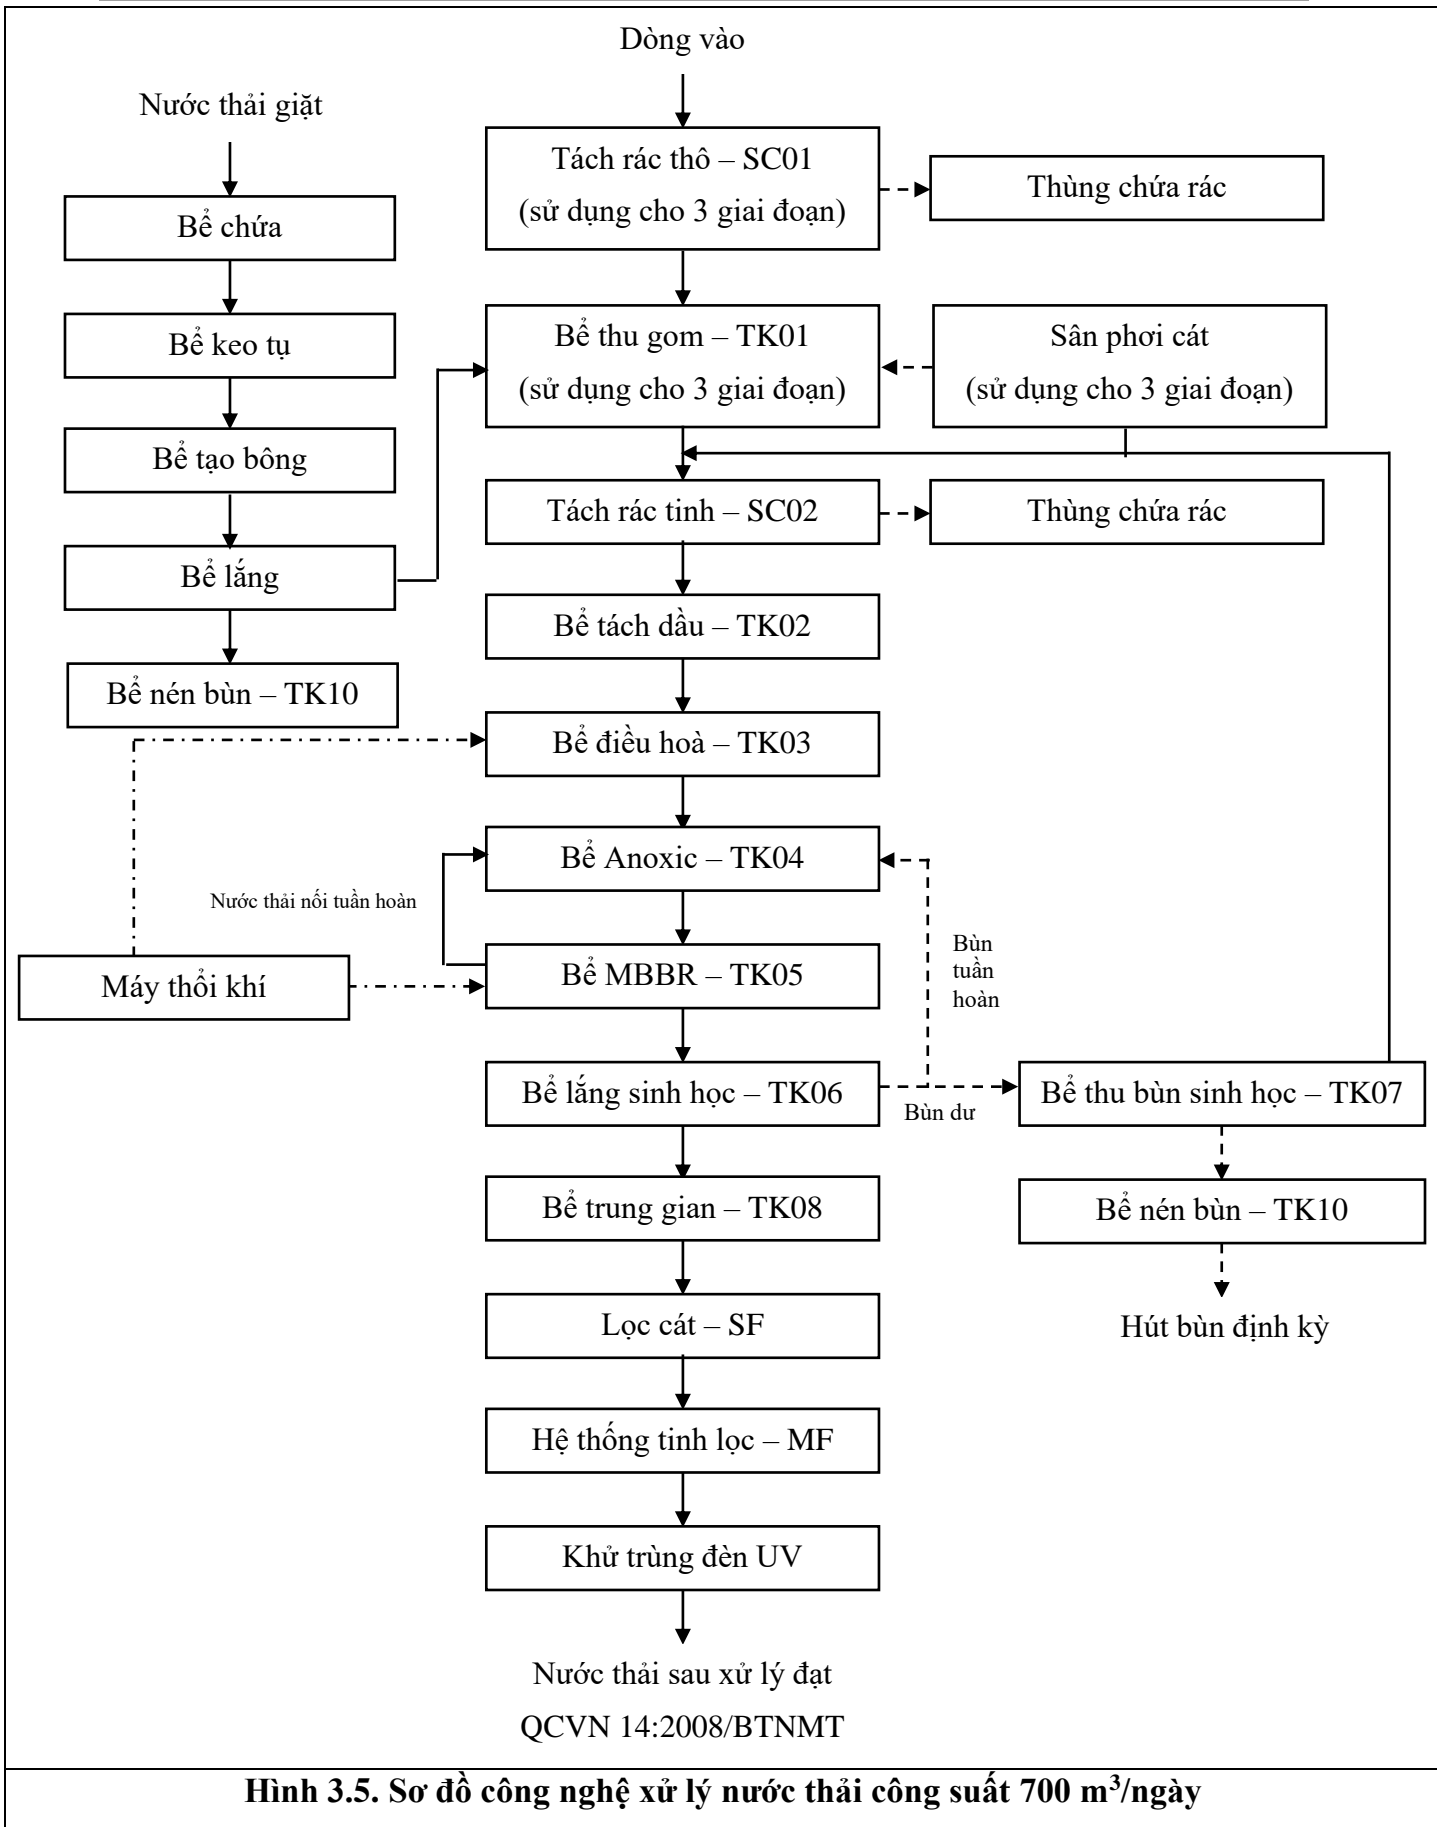 Dòng vào
Nước thải giặt
Tách rác thô – SC01
(sử dụng cho 3 giai đoạn)
Thùng chứa rác
Bể chứa
Bể keo tụ
Bể thu gom – TK01
(sử dụng cho 3 giai đoạn)
Sân phơi cát
(sử dụng cho 3 giai đoạn)
Bể tạo bông
Tách rác tinh – SC02
Thùng chứa rác
Bể lắng
Bể tách dầu – TK02
Bể nén bùn – TK10
Bể điều hoà – TK03
Bể Anoxic – TK04
Nước thải nối tuần hoàn
Bùn
tuần
hoàn
Máy thổi khí
Bể MBBR – TK05
Bể lắng sinh học – TK06
Bùn dư
Bể thu bùn sinh học – TK07
Bể trung gian – TK08
Bể nén bùn – TK10
Lọc cát – SF
Hút bùn định kỳ
Hệ thống tinh lọc – MF
Khử trùng đèn UV
Nước thải sau xử lý đạt
QCVN 14:2008/BTNMT
Hình 3.5. Sơ đồ công nghệ xử lý nước thải công suất 700 m³/ngày